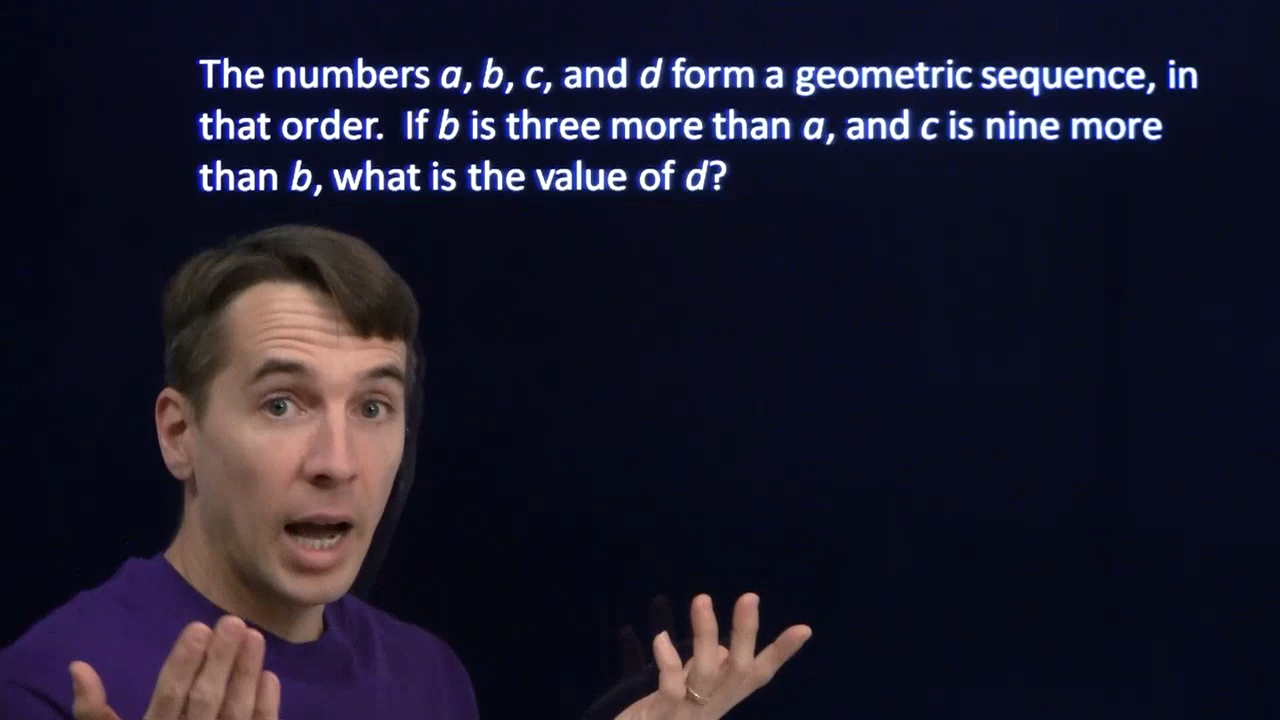 The numbers a, b, c, and d form a geometric sequence, in
that order.  If b is three more than a, and c is nine more
than b, what is the value of d?